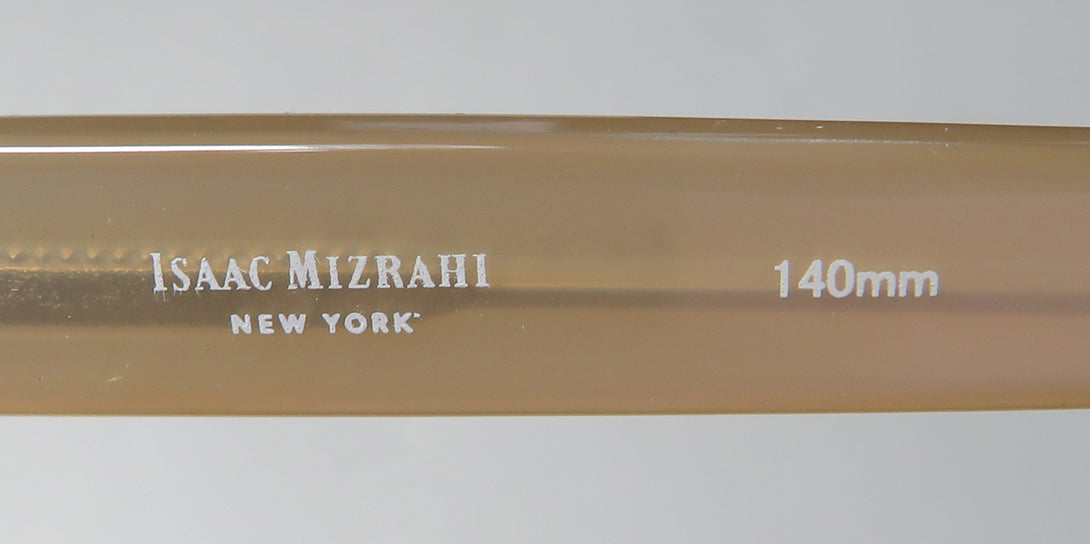 ISAAC MIZRAHI
NEW YORK
140mm